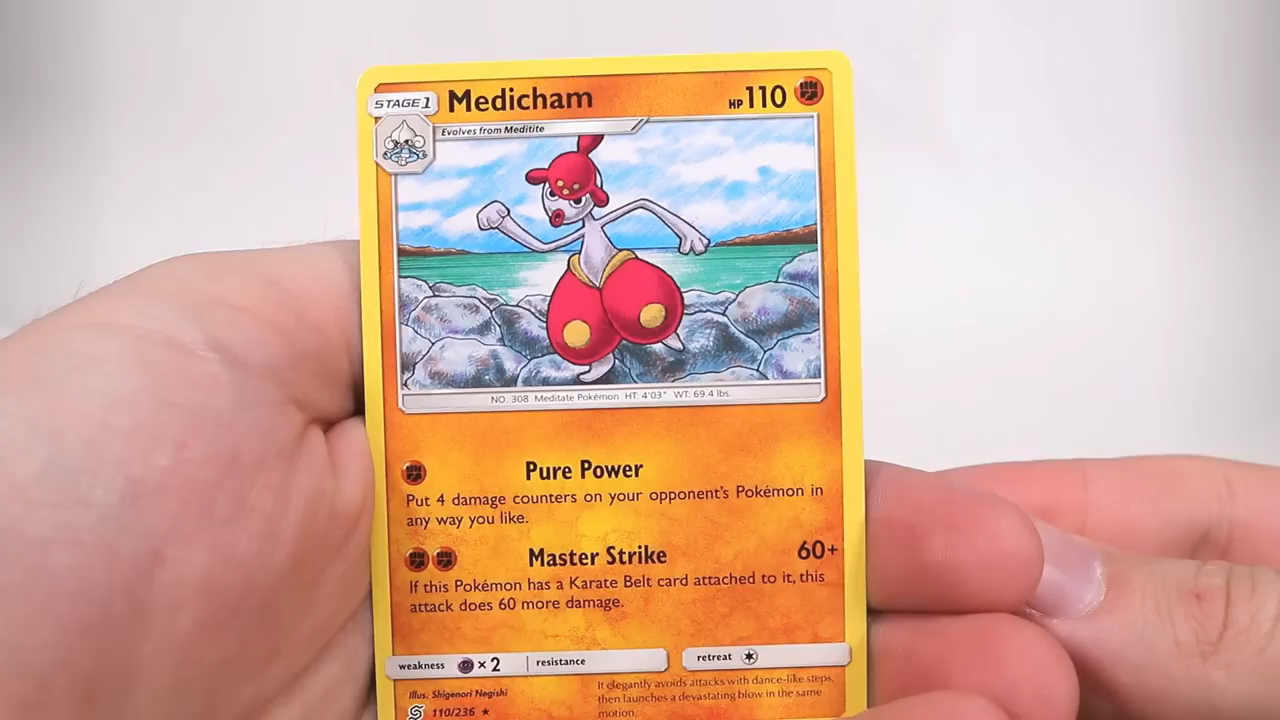 STAGE1 Medicham HP110
Evolves from Meditite
NO. 308 Meditate Pokémon HT: 4'03" WT: 69.4 lbs.
Pure Power
Put 4 damage counters on your opponent's Pokémon in
any way you like.
Master Strike 60+
If this Pokémon has a Karate Belt card attached to it, this
attack does 60 more damage.
weakness ×2 resistance retreat
Illus. Shigenori Negishi
110/236 ★
It elegantly avoids attacks with dance-like steps,
then launches a devastating blow in the same
motion.